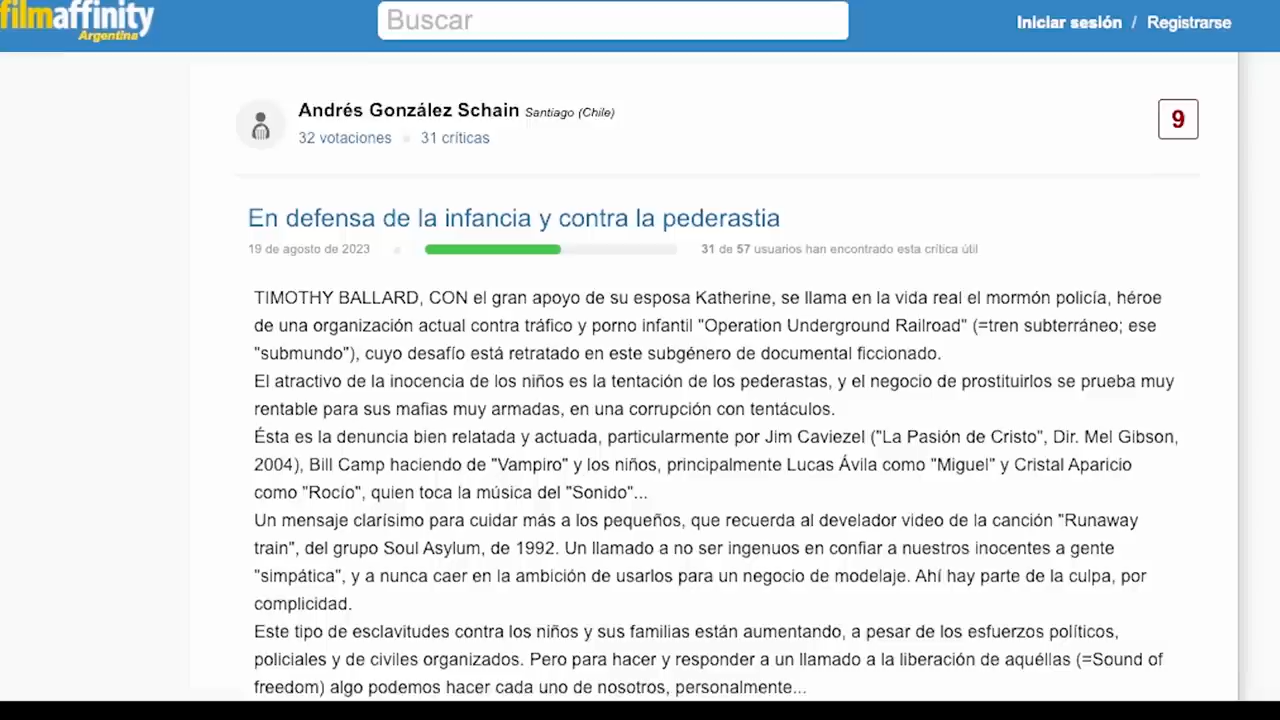 filmaffinity
Argentina
Buscar
Iniciar sesión / Registrarse
Andrés González Schain Santiago (Chile)
32 votaciones 31 críticas
9
En defensa de la infancia y contra la pederastia
19 de agosto de 2023 31 de 57 usuarios han encontrado esta crítica útil
TIMOTHY BALLARD, CON el gran apoyo de su esposa Katherine, se llama en la vida real el mormón policía, héroe
de una organización actual contra tráfico y porno infantil "Operation Underground Railroad" (=tren subterráneo; ese
"submundo"), cuyo desafío está retratado en este subgénero de documental ficcionado.
El atractivo de la inocencia de los niños es la tentación de los pederastas, y el negocio de prostituirlos se prueba muy
rentable para sus mafias muy armadas, en una corrupción con tentáculos.
Ésta es la denuncia bien relatada y actuada, particularmente por Jim Caviezel ("La Pasión de Cristo", Dir. Mel Gibson,
2004), Bill Camp haciendo de "Vampiro" y los niños, principalmente Lucas Ávila como "Miguel" y Cristal Aparicio
como "Rocío", quien toca la música del "Sonido"...
Un mensaje clarísimo para cuidar más a los pequeños, que recuerda al develador video de la canción "Runaway
train", del grupo Soul Asylum, de 1992. Un llamado a no ser ingenuos en confiar a nuestros inocentes a gente
"simpática", y a nunca caer en la ambición de usarlos para un negocio de modelaje. Ahí hay parte de la culpa, por
complicidad.
Este tipo de esclavitudes contra los niños y sus familias están aumentando, a pesar de los esfuerzos políticos,
policiales y de civiles organizados. Pero para hacer y responder a un llamado a la liberación de aquéllas (=Sound of
freedom) algo podemos hacer cada uno de nosotros, personalmente...